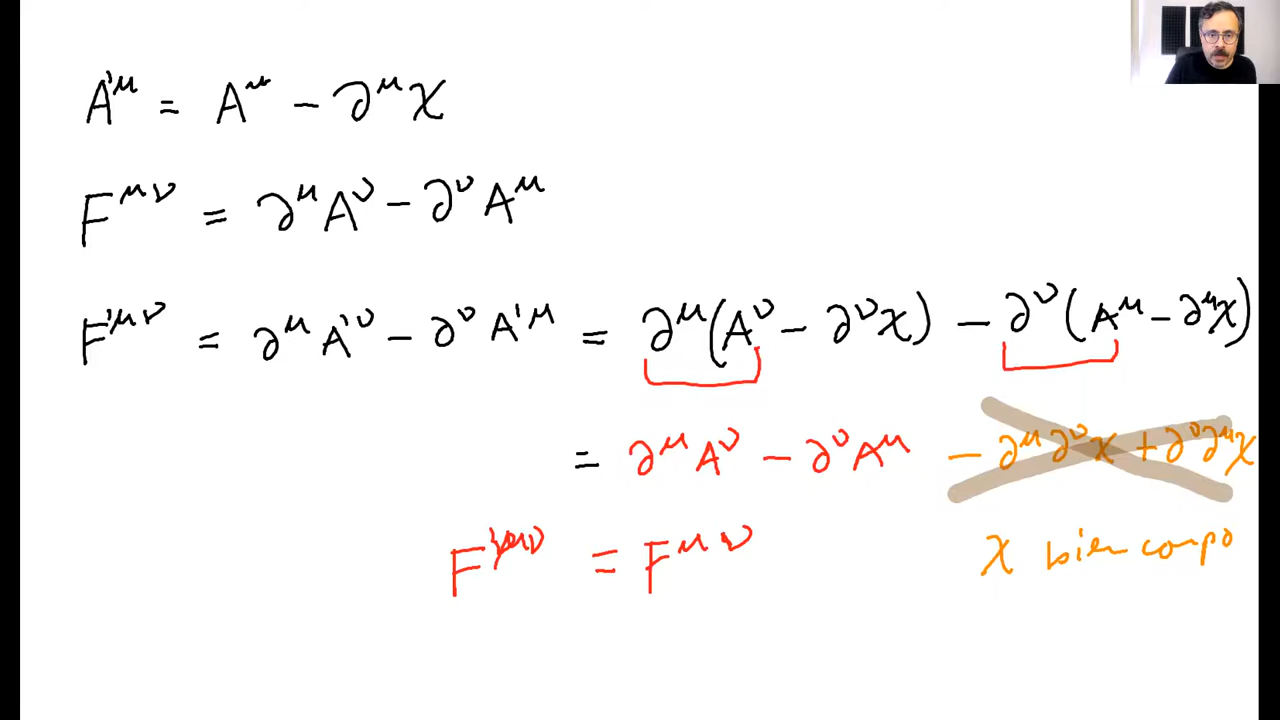 A'^μ = A^μ - ∂^μ χ
F^μν = ∂^μ A^ν - ∂^ν A^μ
F'^μν = ∂^μ A'^ν - ∂^ν A'^μ = ∂^μ (A^ν - ∂^ν χ) - ∂^ν (A^μ - ∂^μ χ)
= ∂^μ A^ν - ∂^ν A^μ - ∂^μ ∂^ν χ + ∂^ν ∂^μ χ
F'^μν = F^μν χ bien compo